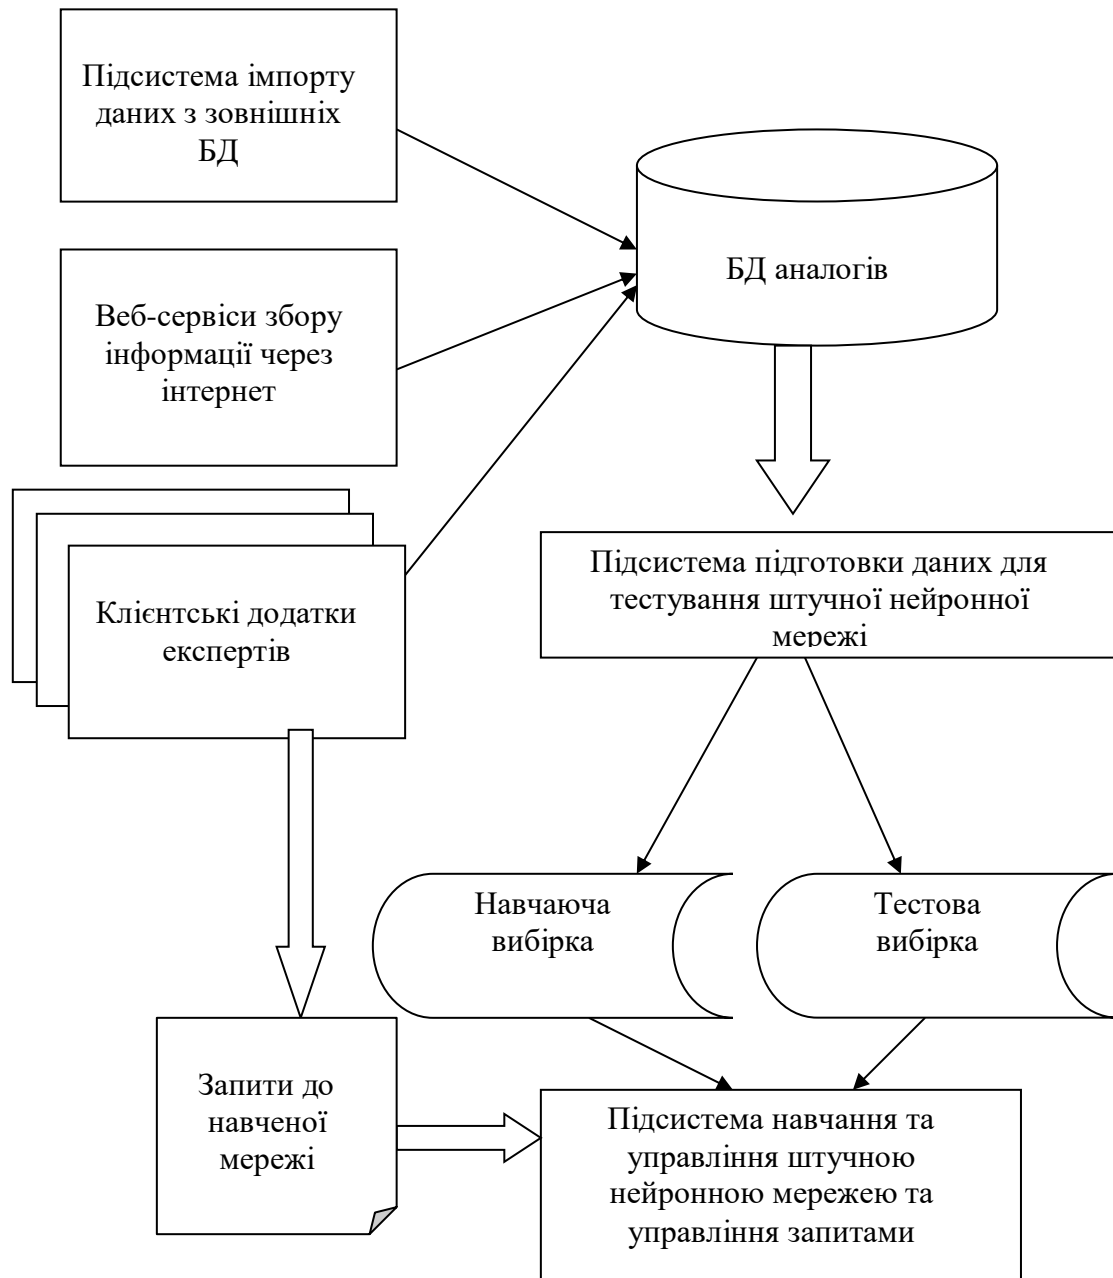 Підсистема імпорту
даних з зовнішніх
БД
БД аналогів
Веб-сервіси збору
інформації через
інтернет
Клієнтські додатки
експертів
Підсистема підготовки даних для
тестування штучної нейронної
мережі
Навчаюча
вибірка
Тестова
вибірка
Запити до
навченої
мережі
Підсистема навчання та
управління штучною
нейронною мережею та
управління запитами